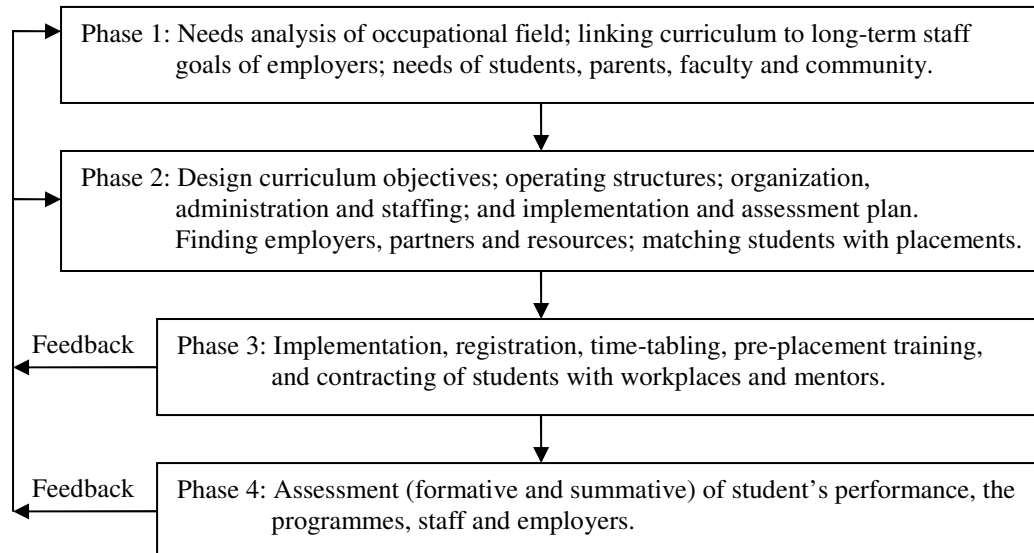 Phase 1: Needs analysis of occupational field; linking curriculum to long-term staff
goals of employers; needs of students, parents, faculty and community.
Phase 2: Design curriculum objectives; operating structures; organization,
administration and staffing; and implementation and assessment plan.
Finding employers, partners and resources; matching students with placements.
Feedback
Phase 3: Implementation, registration, time-tabling, pre-placement training,
and contracting of students with workplaces and mentors.
Feedback
Phase 4: Assessment (formative and summative) of student’s performance, the
programmes, staff and employers.